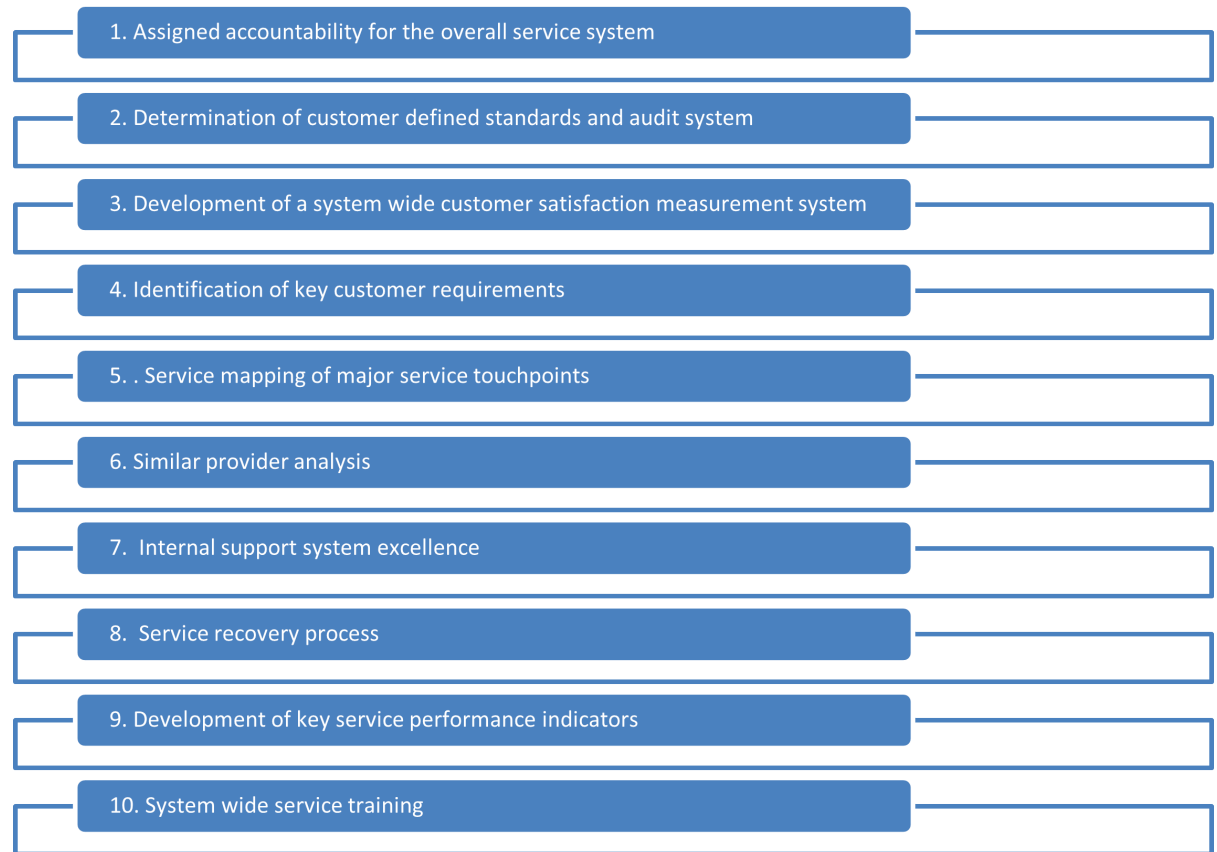 1. Assigned accountability for the overall service system
2. Determination of customer defined standards and audit system
3. Development of a system wide customer satisfaction measurement system
4. Identification of key customer requirements
5. . Service mapping of major service touchpoints
6. Similar provider analysis
7.  Internal support system excellence
8.  Service recovery process
9. Development of key service performance indicators
10. System wide service training